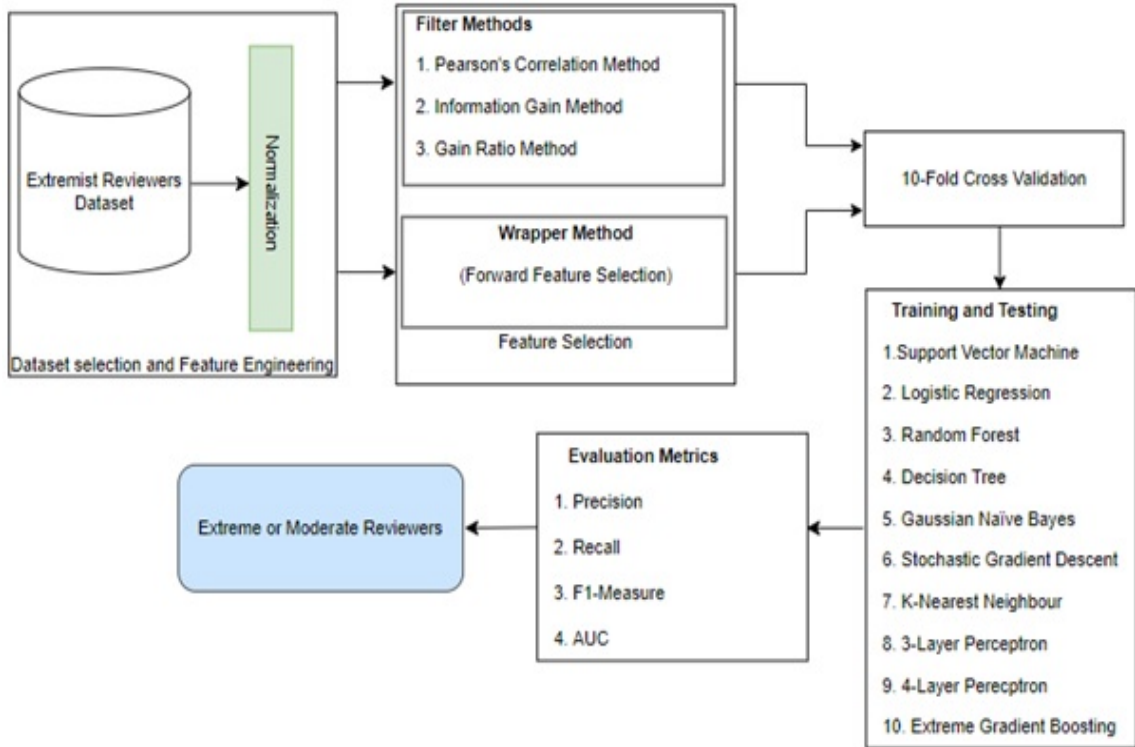 Extremist Reviewers
Dataset
Normalization
Dataset selection and Feature Engineering
Filter Methods
1. Pearson's Correlation Method
2. Information Gain Method
3. Gain Ratio Method
Wrapper Method
(Forward Feature Selection)
Feature Selection
10-Fold Cross Validation
Training and Testing
1.Support Vector Machine
2. Logistic Regression
3. Random Forest
4. Decision Tree
5. Gaussian Naïve Bayes
6. Stochastic Gradient Descent
7. K-Nearest Neighbour
8. 3-Layer Perceptron
9. 4-Layer Perecptron
10. Extreme Gradient Boosting
Evaluation Metrics
1. Precision
2. Recall
3. F1-Measure
4. AUC
Extreme or Moderate Reviewers